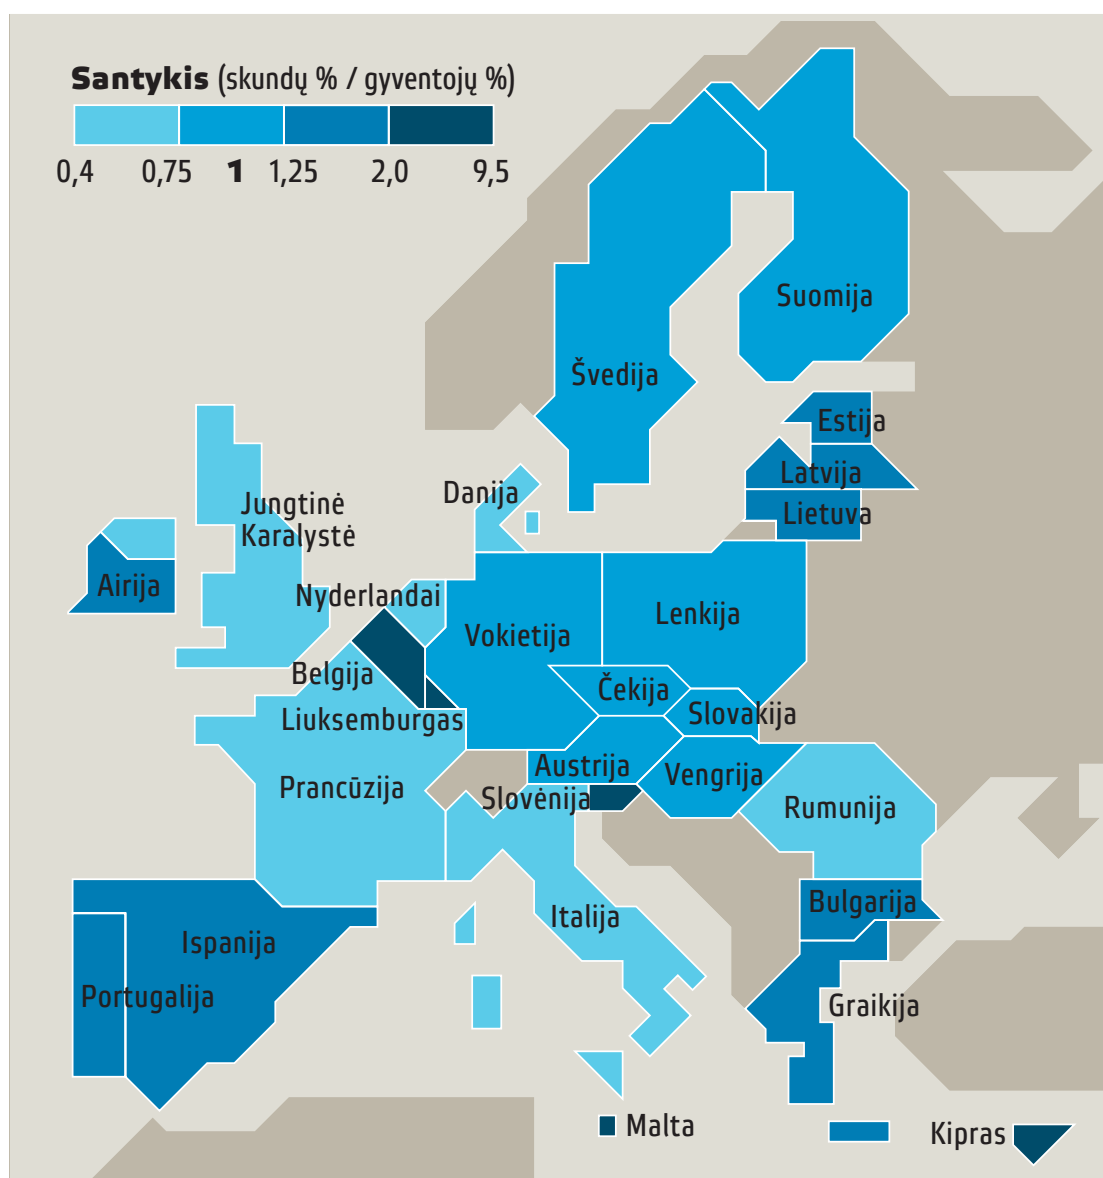 Santykis (skundų % / gyventojų %)
0,4 0,75 1 1,25 2,0 9,5
Suomija
Švedija
Estija
Latvija
Lietuva
Danija
Jungtinė
Karalystė
Airija
Nyderlandai
Lenkija
Vokietija
Belgija
Čekija
Liuksemburgas
Slovakija
Austrija
Vengrija
Prancūzija
Slovėnija
Rumunija
Bulgarija
Italija
Ispanija
Portugalija
Graikija
Malta
Kipras